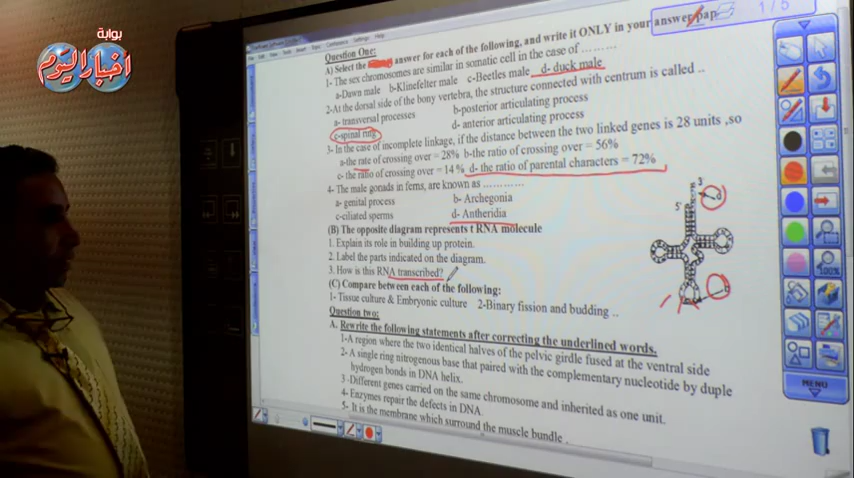 بوابة
أخبار اليوم
1/5
Question One:
A) Select the answer for each of the following, and write it ONLY in your answer pap
1- The sex chromosomes are similar in somatic cell in the case of ..........
a-Dawn male b-Klinefelter male c-Beetles male d- duck male
2-At the dorsal side of the bony vertebra, the structure connected with centrum is called ..
a- transversal processes b-posterior articulating process
c-spinal ring d- anterior articulating process
3- In the case of incomplete linkage, if the distance between the two linked genes is 28 units ,so
a-the rate of crossing over = 28% b-the ratio of crossing over = 56%
c- the ratio of crossing over = 14 % d- the ratio of parental characters = 72%
4- The male gonads in ferns, are known as ............
a- genital process b- Archegonia
c-ciliated sperms d- Antheridia
(B) The opposite diagram represents t RNA molecule
1. Explain its role in building up protein.
2. Label the parts indicated on the diagram.
3. How is this RNA transcribed?
3'
5'
(C) Compare between each of the following:
1- Tissue culture & Embryonic culture 2-Binary fission and budding ..
Question two:
A. Rewrite the following statements after correcting the underlined words.
1-A region where the two identical halves of the pelvic girdle fused at the ventral side
2- A single ring nitrogenous base that paired with the complementary nucleotide by duple
hydrogen bonds in DNA helix.
3 -Different genes carried on the same chromosome and inherited as one unit.
4- Enzymes repair the defects in DNA.
5- It is the membrane which surround the muscle bundle .
100%
MENU